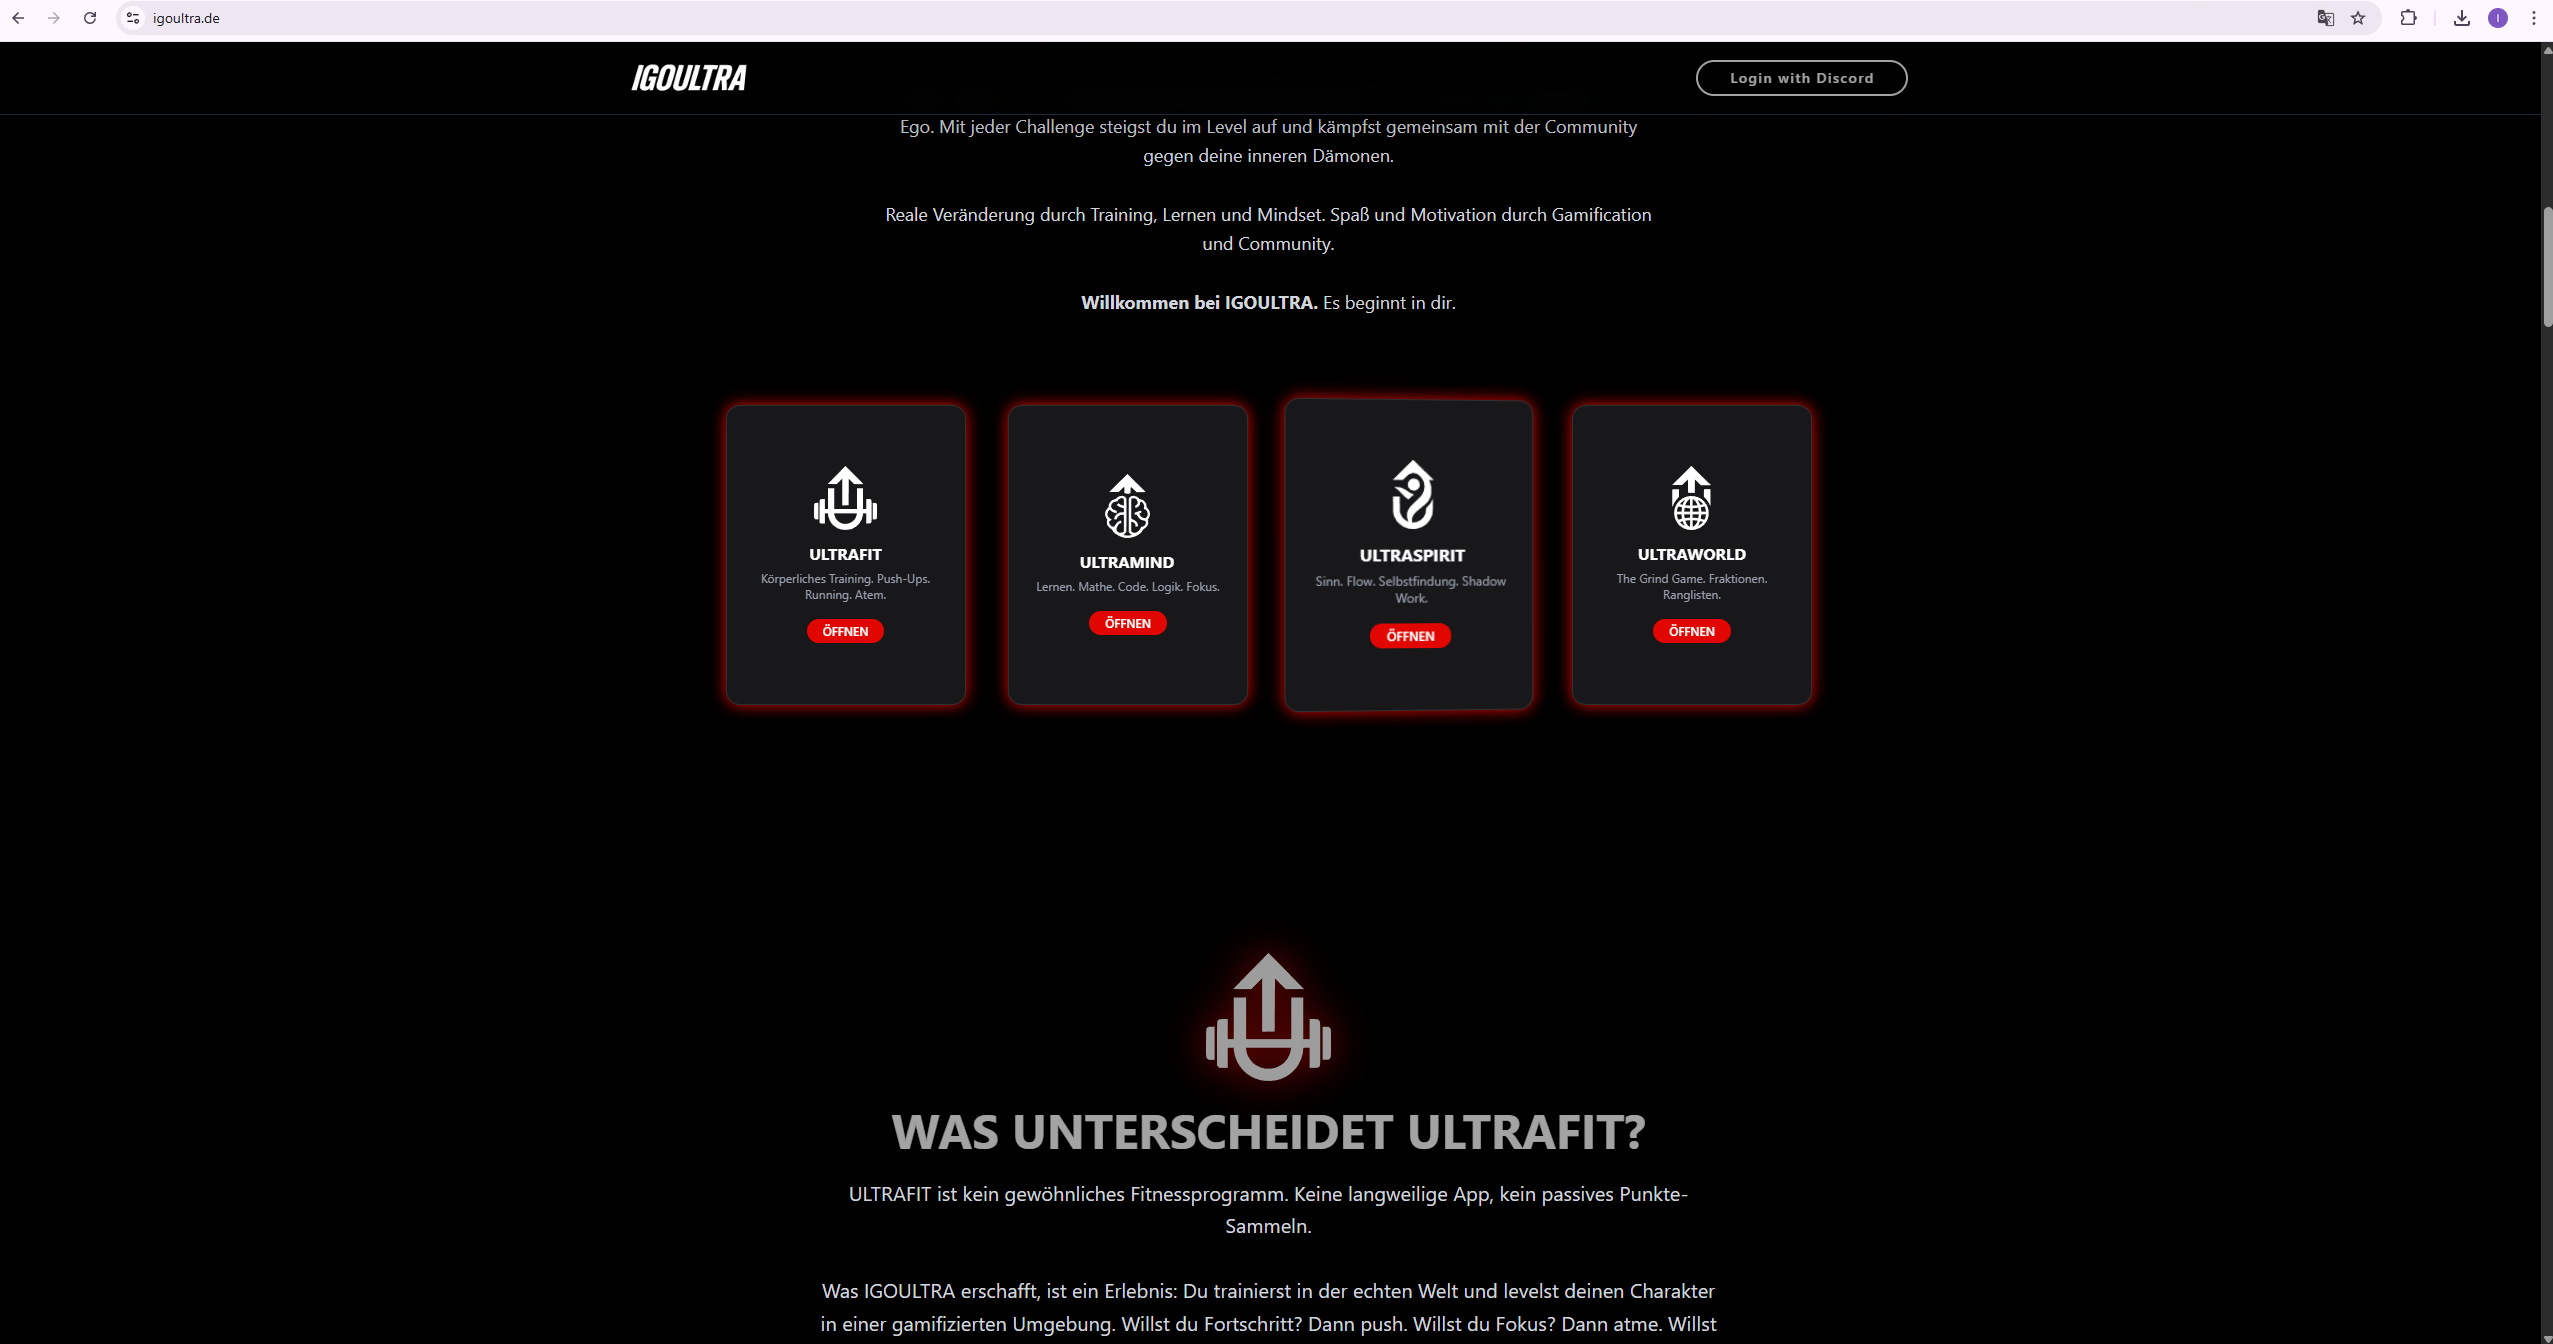 igoultra.de
IGOULTRA
Login with Discord
Ego. Mit jeder Challenge steigst du im Level auf und kämpfst gemeinsam mit der Community
gegen deine inneren Dämonen.
Reale Veränderung durch Training, Lernen und Mindset. Spaß und Motivation durch Gamification
und Community.
Willkommen bei IGOULTRA. Es beginnt in dir.
ULTRAFIT
Körperliches Training. Push-Ups.
Running. Atem.
ÖFFNEN
ULTRAMIND
Lernen. Mathe. Code. Logik. Fokus.
ÖFFNEN
ULTRASPIRIT
Sinn. Flow. Selbstfindung. Shadow
Work.
ÖFFNEN
ULTRAWORLD
The Grind Game. Fraktionen.
Ranglisten.
ÖFFNEN
WAS UNTERSCHEIDET ULTRAFIT?
ULTRAFIT ist kein gewöhnliches Fitnessprogramm. Keine langweilige App, kein passives Punkte-
Sammeln.
Was IGOULTRA erschafft, ist ein Erlebnis: Du trainierst in der echten Welt und levelst deinen Charakter
in einer gamifizierten Umgebung. Willst du Fortschritt? Dann push. Willst du Fokus? Dann atme. Willst